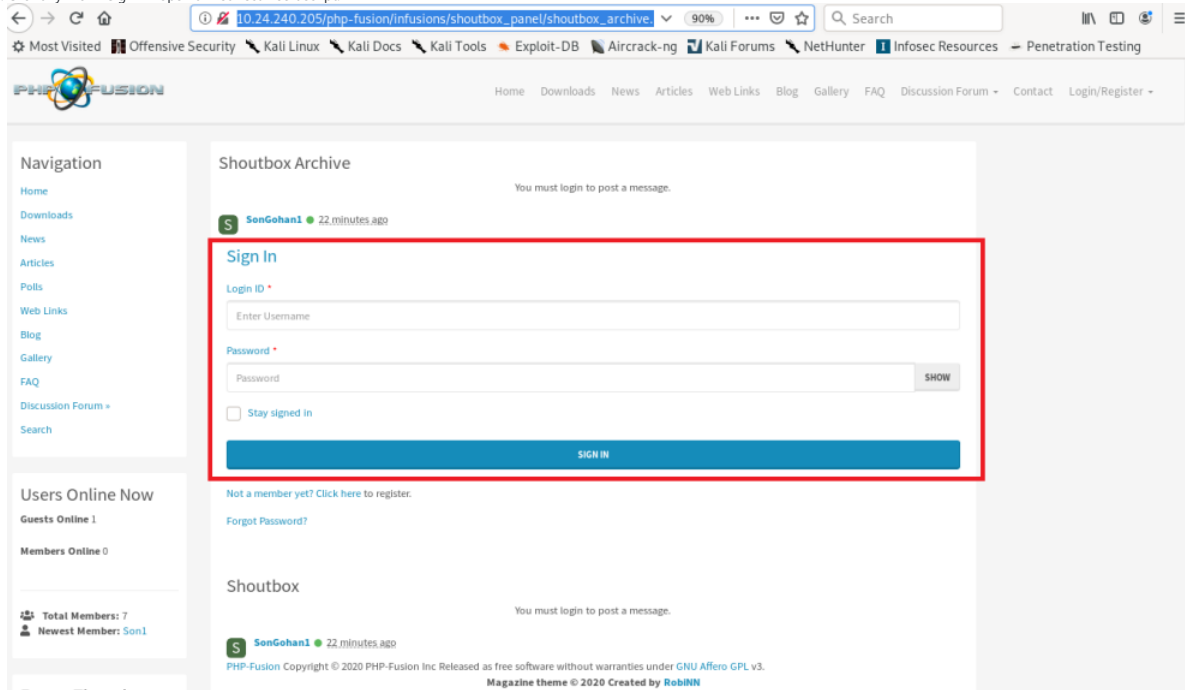 10.24.240.205/php-fusion/infusions/shoutbox_panel/shoutbox_archive.
90%
Search
Most Visited Offensive Security Kali Linux Kali Docs Kali Tools Exploit-DB Aircrack-ng Kali Forums NetHunter Infosec Resources Penetration Testing
PHP FUSION
Home Downloads News Articles Web Links Blog Gallery FAQ Discussion Forum Contact Login/Register
Navigation
Home
Downloads
News
Articles
Polls
Web Links
Blog
Gallery
FAQ
Discussion Forum »
Search
Users Online Now
Guests Online 1
Members Online 0
Total Members: 7
Newest Member: Son1
Shoutbox Archive
You must login to post a message.
S SonGohan1 22 minutes ago
Sign In
Login ID *
Enter Username
Password *
Password
SHOW
Stay signed in
SIGN IN
Not a member yet? Click here to register.
Forgot Password?
Shoutbox
You must login to post a message.
S SonGohan1 22 minutes ago
PHP-Fusion Copyright © 2020 PHP-Fusion Inc Released as free software without warranties under GNU Affero GPL v3.
Magazine theme © 2020 Created by RobiNN